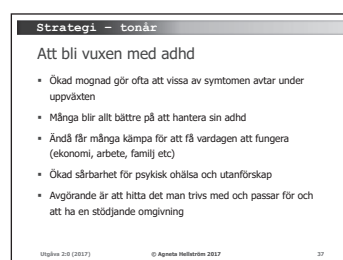 Strategi – tonår
Att bli vuxen med adhd
▪ Ökad mognad gör ofta att vissa av symtomen avtar under
uppväxten
▪ Många blir allt bättre på att hantera sin adhd
▪ Ändå får många kämpa för att få vardagen att fungera
(ekonomi, arbete, familj etc)
▪ Ökad sårbarhet för psykisk ohälsa och utanförskap
▪ Avgörande är att hitta det man trivs med och passar för och
att ha en stödjande omgivning
Utgåva 2:0 (2017) © Agneta Hellström 2017 37